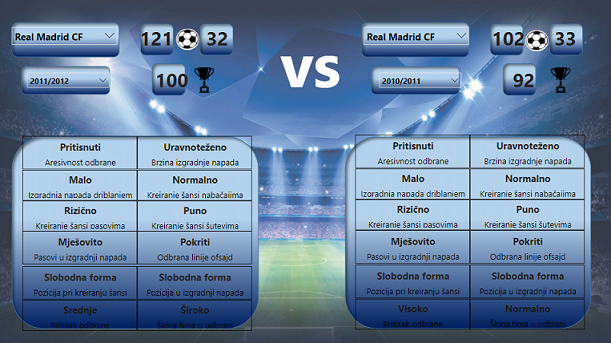 Real Madrid CF
121
32
2011/2012
100
VS
Real Madrid CF
102
33
2010/2011
92
Pritisnuti
Uravnoteženo
Aresivnost odbrane
Brzina izgradnje napada
Malo
Normalno
Izgradnja napada driblanjem
Kreiranje šansi nabačajima
Rizično
Puno
Kreiranje šansi pasovima
Kreiranje šansi šutevima
Mješovito
Pokriti
Pasovi u izgradnji napada
Odbrana linije ofsajd
Slobodna forma
Slobodna forma
Pozicija pri kreiranju šansi
Pozicija u izgradnji napada
Srednje
Široko
Pritisak odbrane
Širina tima u odbrani
Pritisnuti
Uravnoteženo
Aresivnost odbrane
Brzina izgradnje napada
Malo
Normalno
Izgradnja napada driblanjem
Kreiranje šansi nabačajima
Rizično
Puno
Kreiranje šansi pasovima
Kreiranje šansi šutevima
Mješovito
Pokriti
Pasovi u izgradnji napada
Odbrana linije ofsajd
Slobodna forma
Slobodna forma
Pozicija pri kreiranju šansi
Pozicija u izgradnji napada
Visoko
Normalno
Pritisak odbrane
Širina tima u odbrani